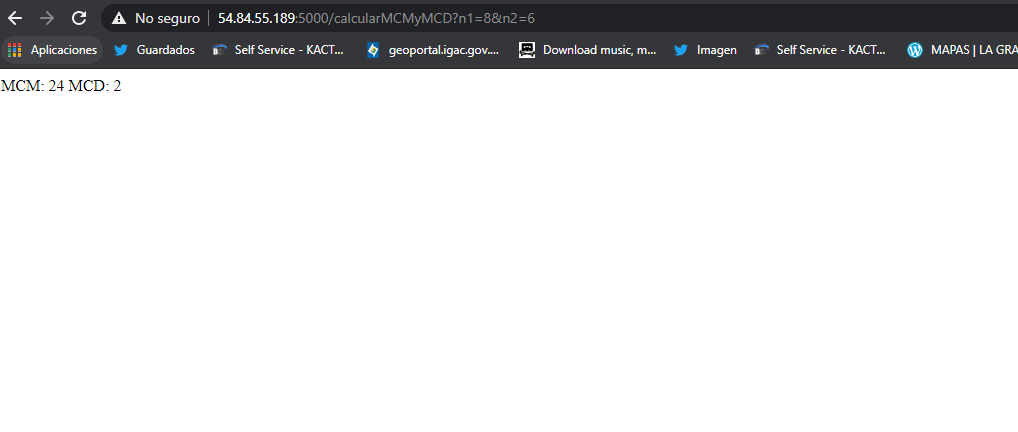 No seguro 54.84.55.189:5000/calcularMCMyMCD?n1=8&n2=6
Aplicaciones Guardados Self Service - KACT... geoportal.igac.gov.... Download music, m... Imagen Self Service - KACT... MAPAS | LA GRA
MCM: 24 MCD: 2